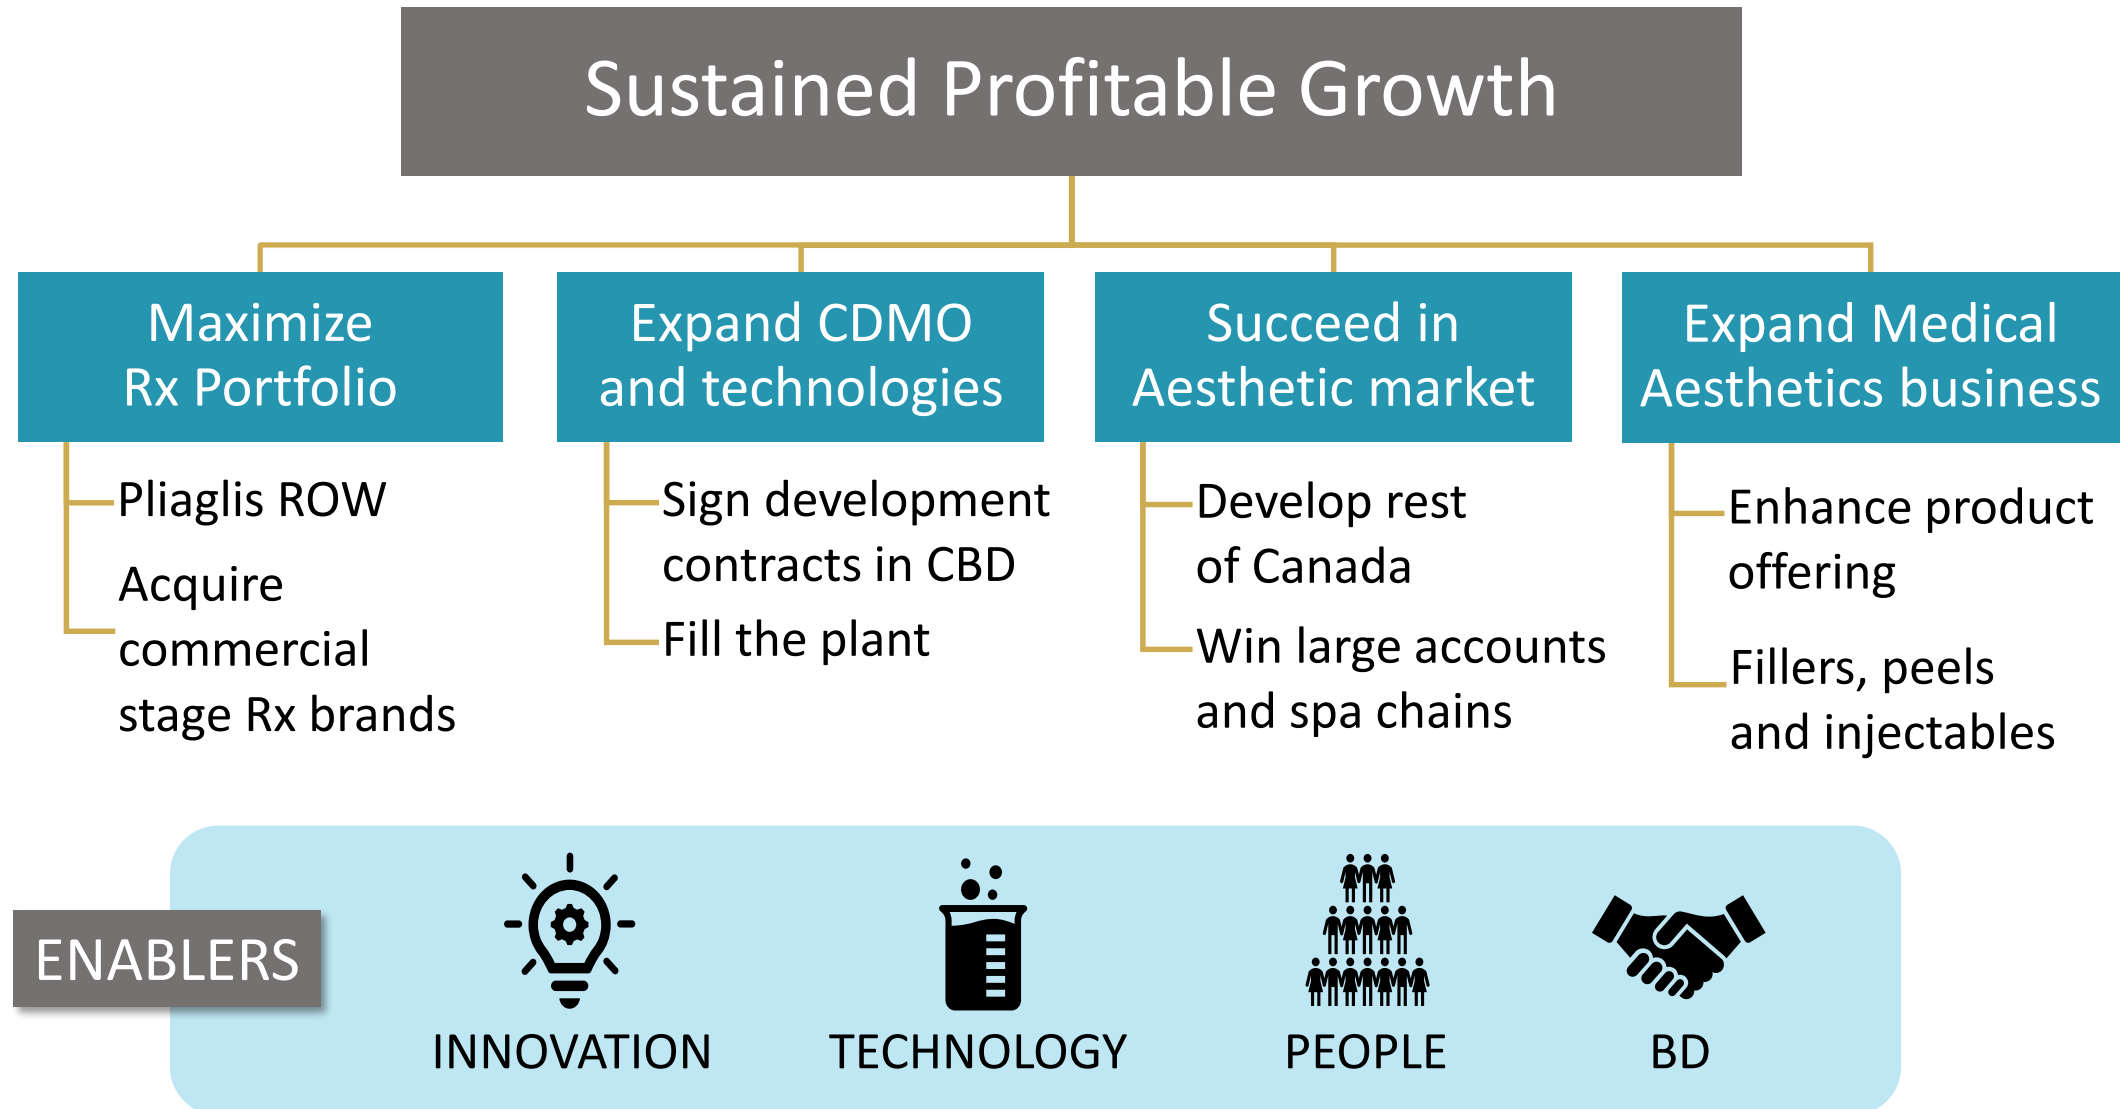 Sustained Profitable Growth
Maximize
Rx Portfolio
Pliaglis ROW
Acquire
commercial
stage Rx brands
Expand CDMO
and technologies
Sign development
contracts in CBD
Fill the plant
Succeed in
Aesthetic market
Develop rest
of Canada
Win large accounts
and spa chains
Expand Medical
Aesthetics business
Enhance product
offering
Fillers, peels
and injectables
ENABLERS
INNOVATION
TECHNOLOGY
PEOPLE
BD